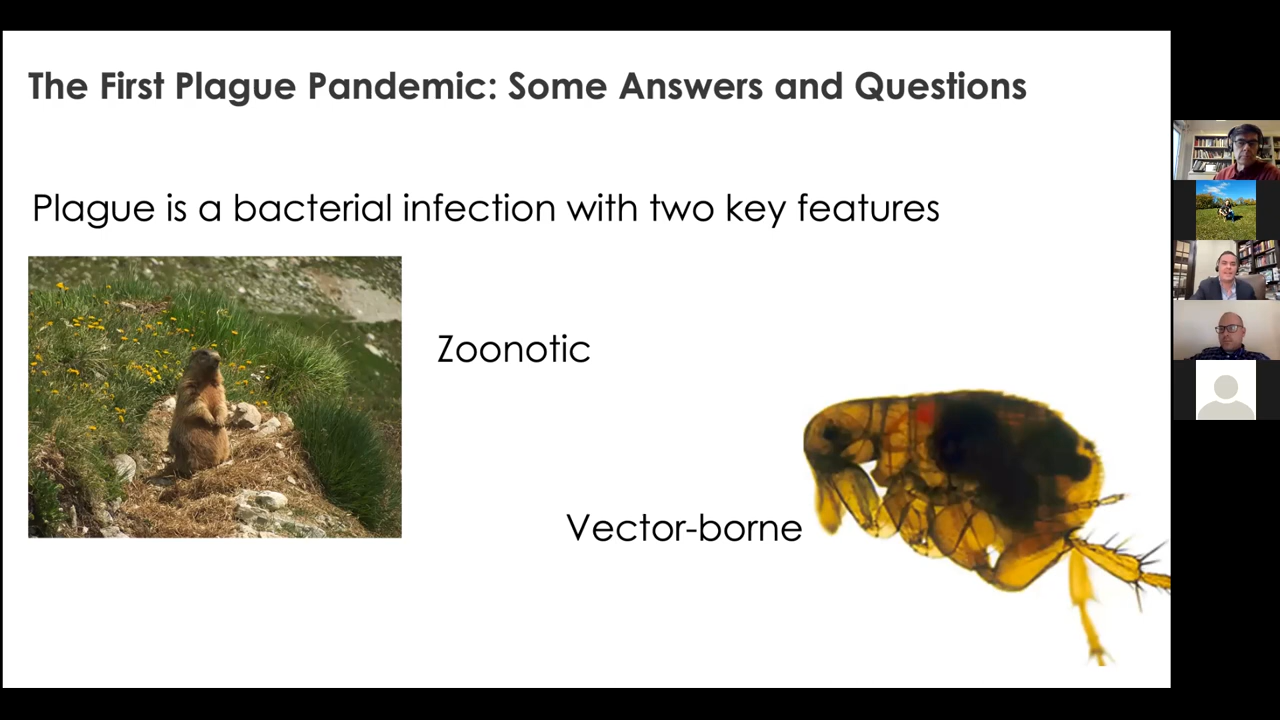 The First Plague Pandemic: Some Answers and Questions
Plague is a bacterial infection with two key features
Zoonotic
Vector-borne